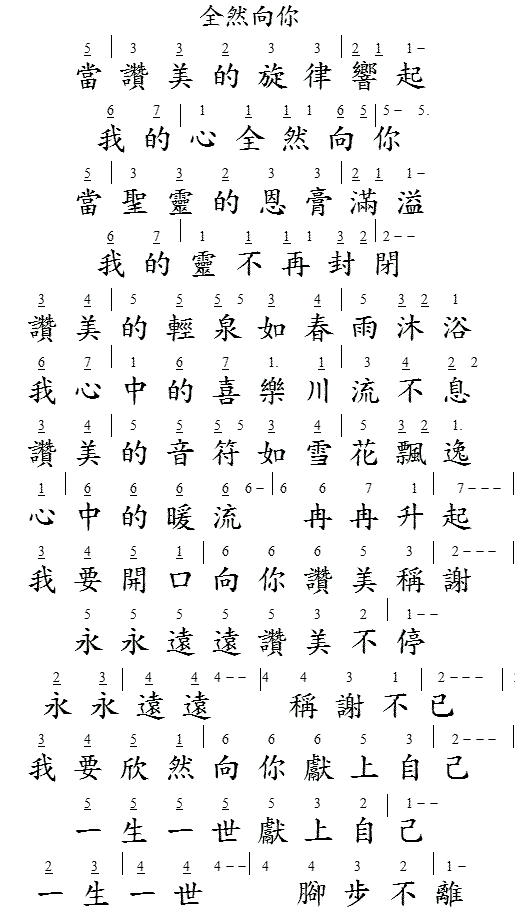 全然向你
5 3 3 2 3 3 | 2 1 1 –
當讚美的旋律響起
6 7 | 1 1 1 1 6 5 | 5 – 5.
我的心全然向你
5 3 3 2 3 3 | 2 1 1 –
當聖靈的恩膏滿溢
6 7 | 1 1 1 1 3 2 | 2 – –
我的靈不再封閉
3 4 | 5 5 5 5 3 4 | 5 3 2 1
讚美的輕泉如春雨沐浴
6 7 | 1 6 7 1. 1 | 3 4 2 2
我心中的喜樂川流不息
3 4 | 5 5 5 5 3 4 | 5 3 2 1.
讚美的音符如雪花飄逸
1 | 6 6 6 6 6 – | 6 6 7 1 | 7 – – – |
心中的暖流 冉冉升起
3 4 5 1 | 6 6 6 5 3 | 2 – – –
我要開口向你讚美稱謝
5 5 5 5 5 3 2 | 1 – –
永永遠遠讚美不停
2 3 | 4 4 4 – – | 4 4 3 1 | 2 – – – |
永永遠遠 稱謝不已
3 4 5 1 | 6 6 6 5 3 | 2 – – – |
我要欣然向你獻上自己
5 5 5 5 5 3 2 | 1 – –
一生一世獻上自己
2 3 | 4 4 4 – – | 4 4 3 2 | 1 –
一生一世 腳步不離